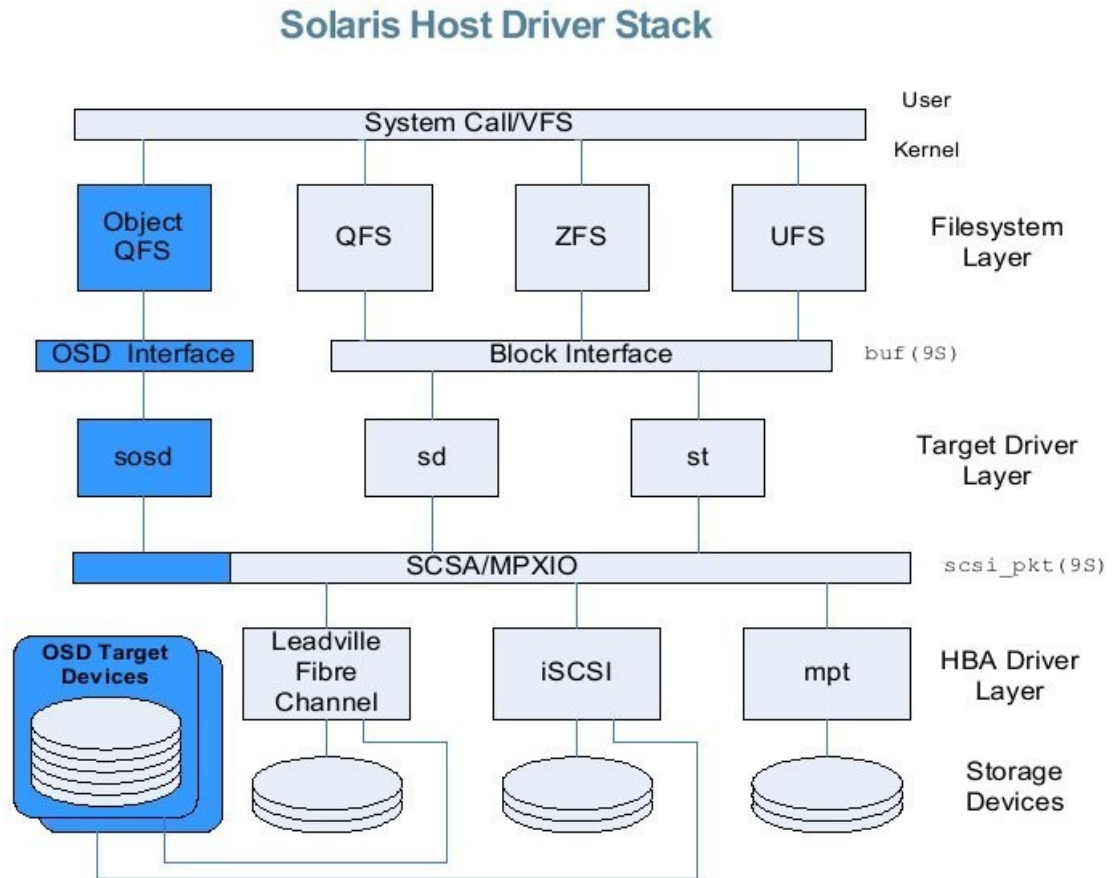 Solaris Host Driver Stack
User
System Call/VFS
Kernel
Object
QFS
QFS
ZFS
UFS
Filesystem
Layer
OSD Interface
Block Interface
buf(9S)
sosd
sd
st
Target Driver
Layer
SCSA/MPXIO
scsi_pkt(9S)
OSD Target
Devices
Leadville
Fibre
Channel
iSCSI
mpt
HBA Driver
Layer
Storage
Devices